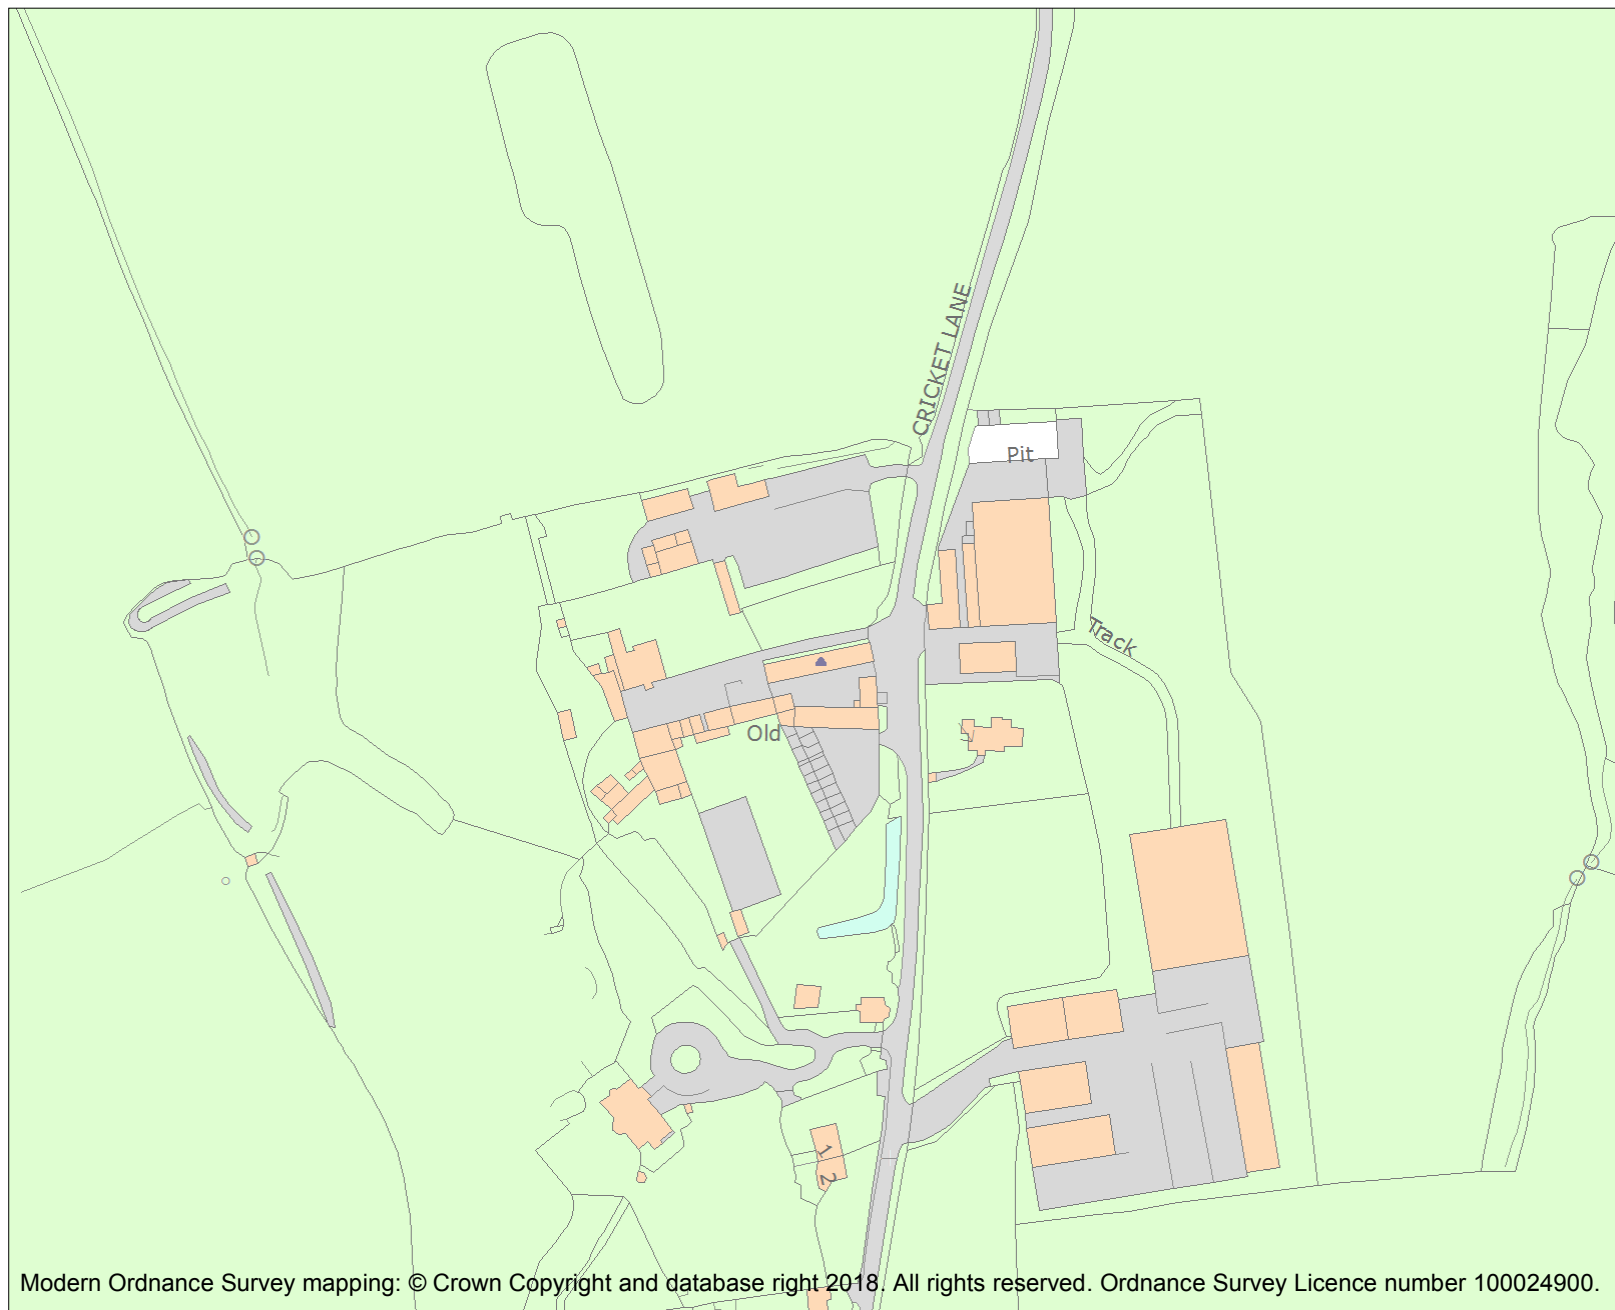 CRICKET LANE
Pit
Track
Old
1
2
Modern Ordnance Survey mapping: © Crown Copyright and database right 2018. All rights reserved. Ordnance Survey Licence number 100024900.